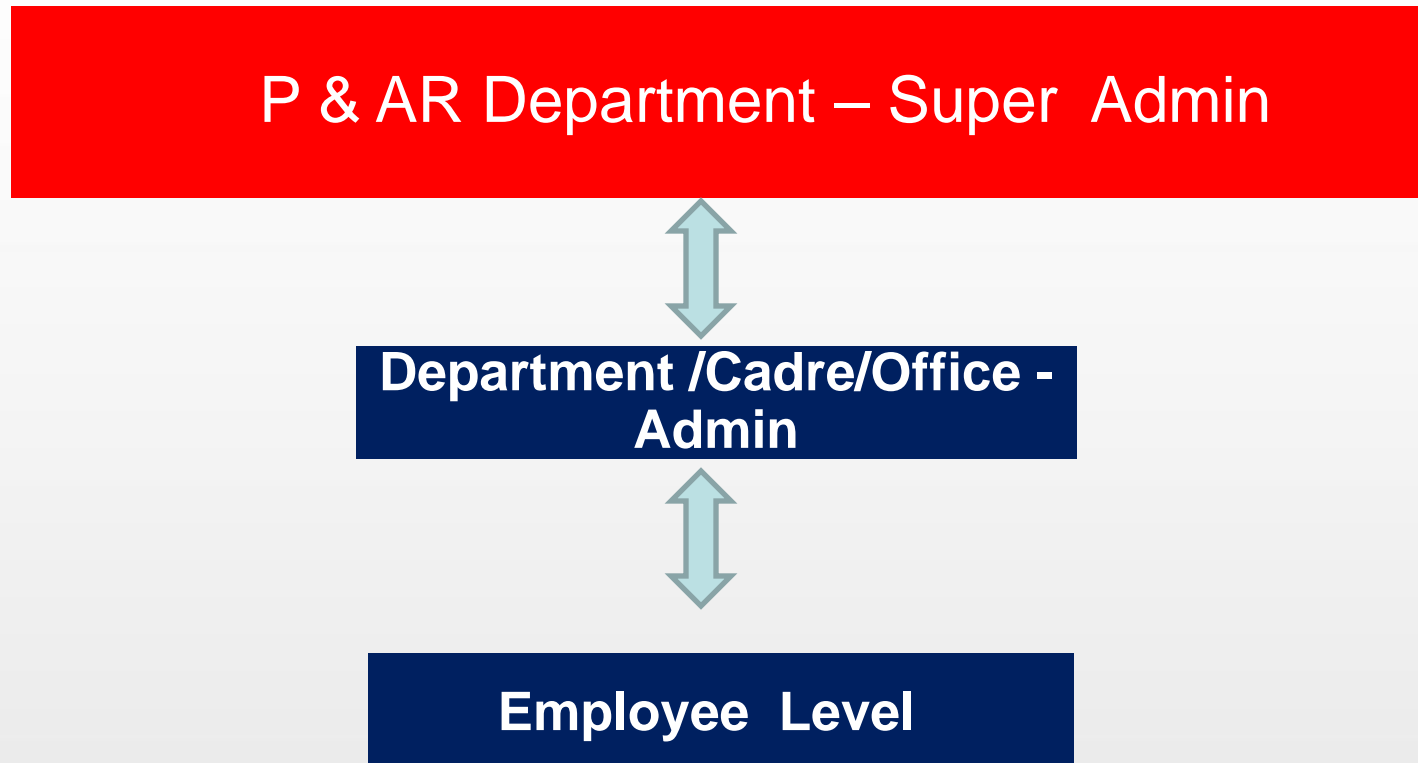 P & AR Department – Super Admin
Department /Cadre/Office -
Admin
Employee Level